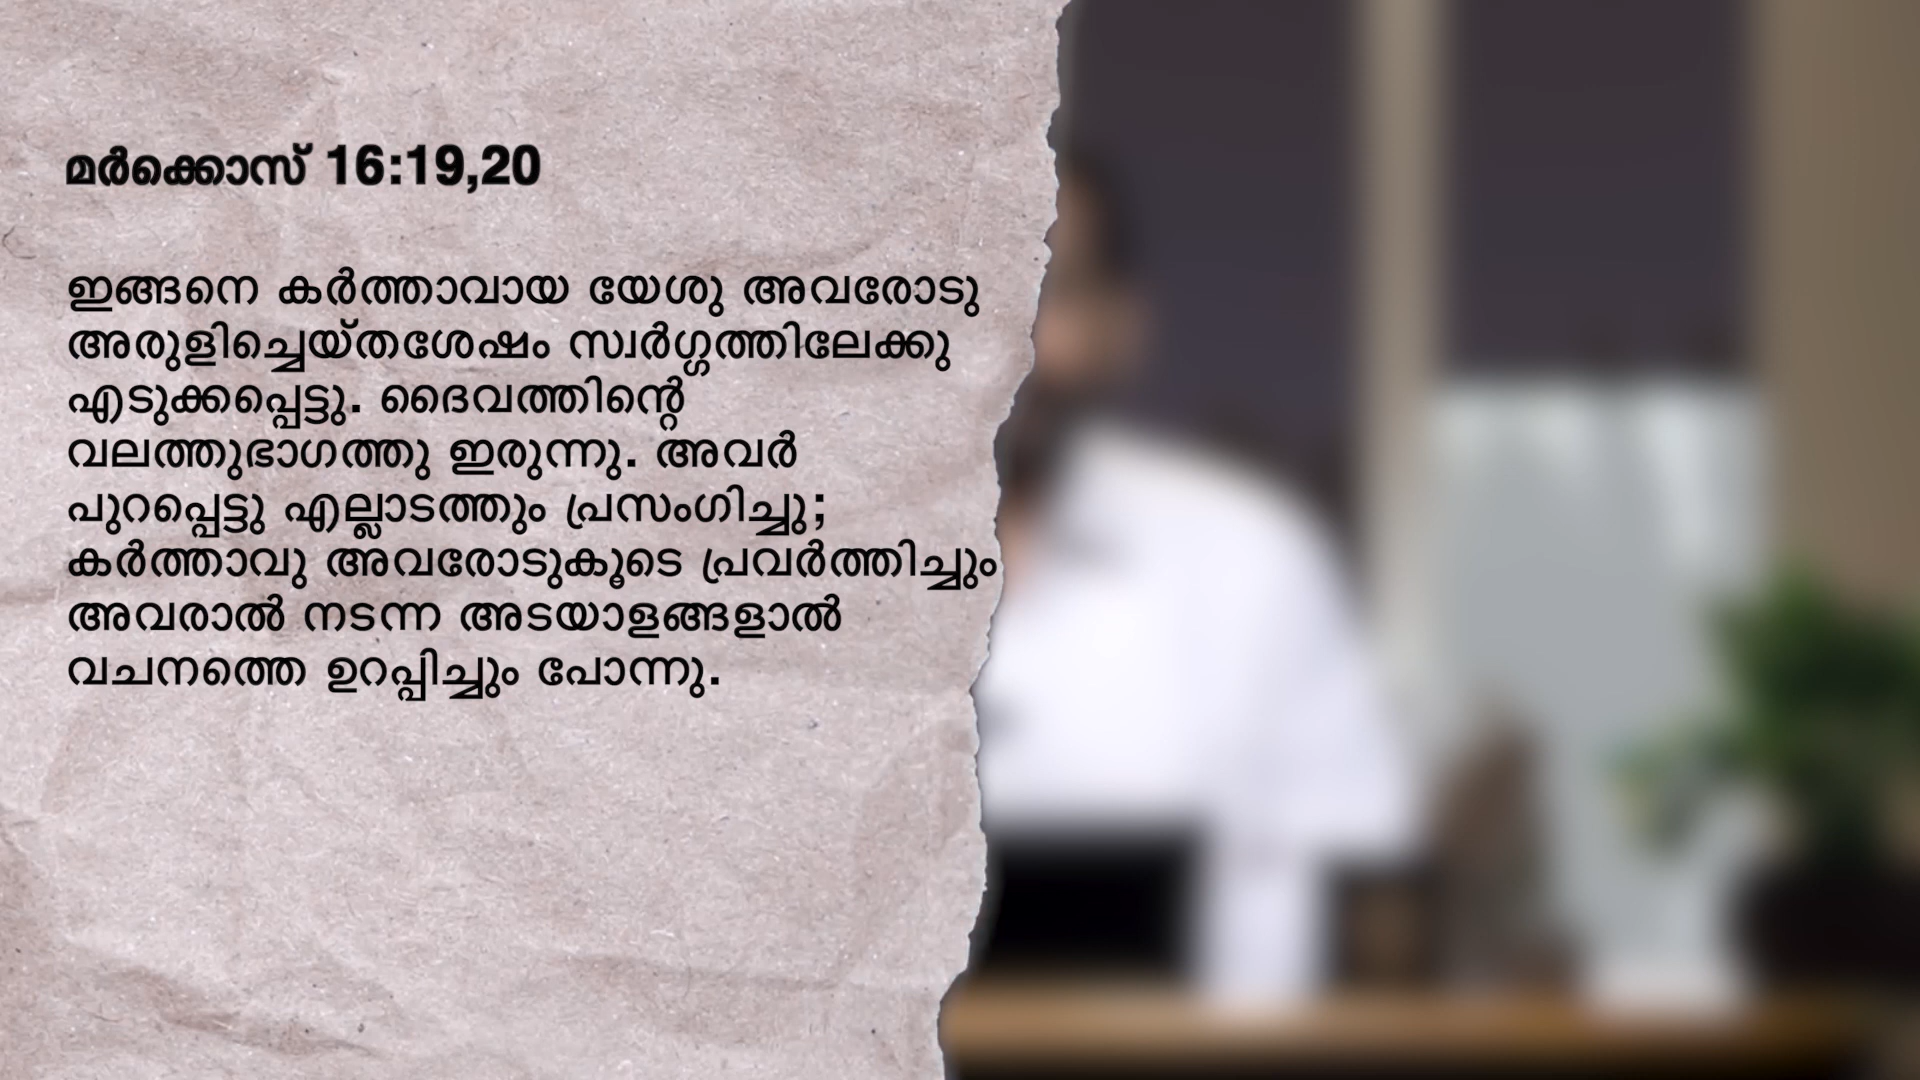 മർക്കൊസ് 16:19,20
ഇങ്ങനെ കർത്താവായ യേശു അവരോടു
അരുളിച്ചെയ്തശേഷം സ്വർഗ്ഗത്തിലേക്കു
എടുക്കപ്പെട്ടു. ദൈവത്തിന്റെ
വലത്തുഭാഗത്തു ഇരുന്നു. അവർ
പുറപ്പെട്ടു എല്ലാടത്തും പ്രസംഗിച്ചു;
കർത്താവു അവരോടുകൂടെ പ്രവർത്തിച്ചും
അവരാൽ നടന്ന അടയാളങ്ങളാൽ
വചനത്തെ ഉറപ്പിച്ചും പോന്നു.